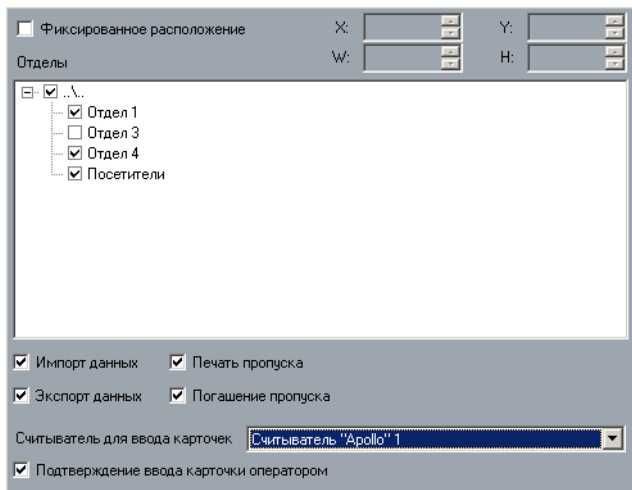 Фиксированное расположение X: Y:
Отделы W: H:
..\..
Отдел 1
Отдел 3
Отдел 4
Посетители
Импорт данных Печать пропуска
Экспорт данных Погашение пропуска
Считыватель для ввода карточек Считыватель "Apollo" 1
Подтверждение ввода карточки оператором